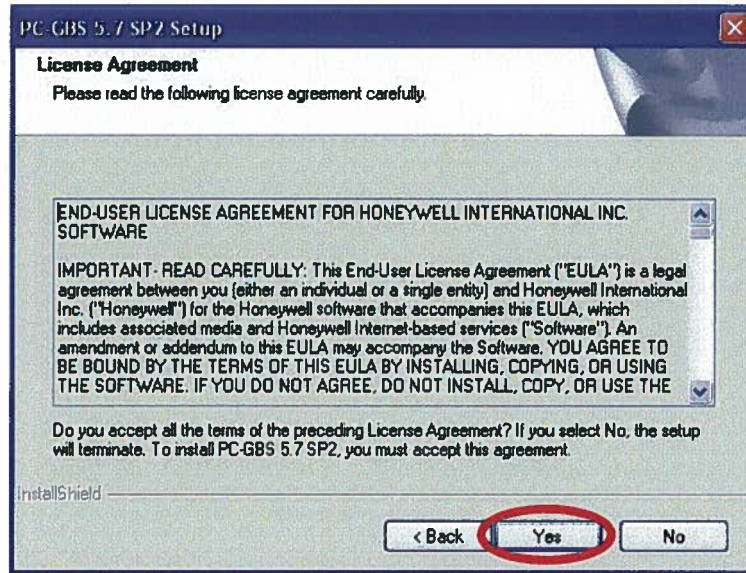 PC-GBS 5.7 SP2 Setup
License Agreement
Please read the following license agreement carefully.
END-USER LICENSE AGREEMENT FOR HONEYWELL INTERNATIONAL INC.
SOFTWARE
IMPORTANT- READ CAREFULLY: This End-User License Agreement ("EULA") is a legal
agreement between you (either an individual or a single entity) and Honeywell International
Inc. ("Honeywell") for the Honeywell software that accompanies this EULA, which
includes associated media and Honeywell Internet-based services ("Software"). An
amendment or addendum to this EULA may accompany the Software. YOU AGREE TO
BE BOUND BY THE TERMS OF THIS EULA BY INSTALLING, COPYING, OR USING
THE SOFTWARE. IF YOU DO NOT AGREE, DO NOT INSTALL, COPY, OR USE THE
Do you accept all the terms of the preceding License Agreement? If you select No, the setup
will terminate. To install PC-GBS 5.7 SP2, you must accept this agreement.
InstallShield
< Back Yes No